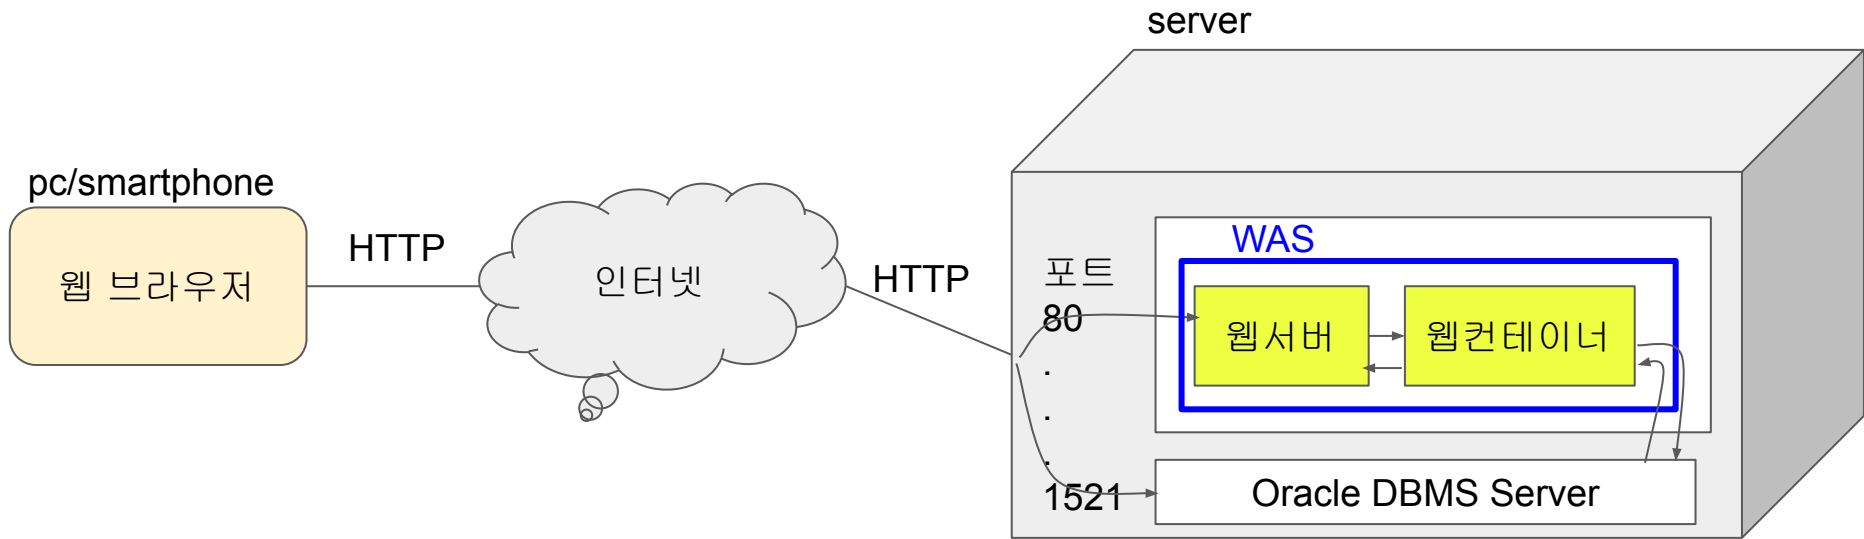 server
pc/smartphone
웹 브라우저
HTTP
인터넷
HTTP
포트
80
.
.
.
1521
WAS
웹서버
웹컨테이너
Oracle DBMS Server